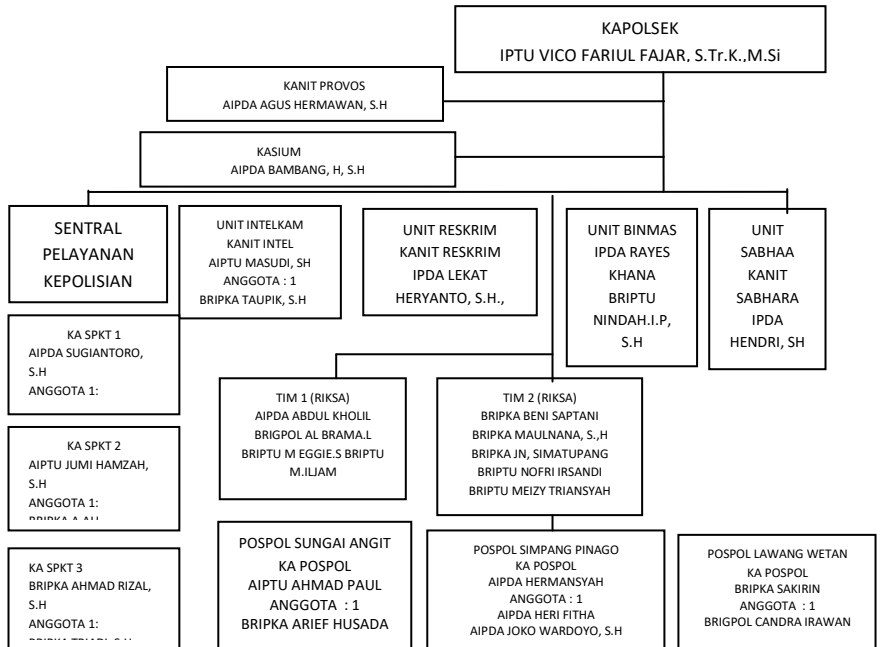 KAPOLSEK
IPTU VICO FARIUL FAJAR, S.Tr.K.,M.Si
KANIT PROVOS
AIPDA AGUS HERMAWAN, S.H
KASIUM
AIPDA BAMBANG, H, S.H
SENTRAL
PELAYANAN
KEPOLISIAN
UNIT INTELKAM
KANIT INTEL
AIPTU MASUDI, SH
ANGGOTA : 1
BRIPKA TAUPIK, S.H
UNIT RESKRIM
KANIT RESKRIM
IPDA LEKAT
HERYANTO, S.H.,
UNIT BINMAS
IPDA RAYES
KHANA
BRIPTU
NINDAH.I.P,
S.H
UNIT
SABHAA
KANIT
SABHARA
IPDA
HENDRI, SH
KA SPKT 1
AIPDA SUGIANTORO,
S.H
ANGGOTA 1:
KA SPKT 2
AIPTU JUMI HAMZAH,
S.H
ANGGOTA 1:
KA SPKT 3
BRIPKA AHMAD RIZAL,
S.H
ANGGOTA 1:
TIM 1 (RIKSA)
AIPDA ABDUL KHOLIL
BRIGPOL AL BRAMA.L
BRIPTU M EGGIE.S BRIPTU
M.ILJAM
TIM 2 (RIKSA)
BRIPKA BENI SAPTANI
BRIPKA MAULNANA, S.,H
BRIPKA JN, SIMATUPANG
BRIPTU NOFRI IRSANDI
BRIPTU MEIZY TRIANSYAH
POSPOL SUNGAI ANGIT
KA POSPOL
AIPTU AHMAD PAUL
ANGGOTA : 1
BRIPKA ARIEF HUSADA
POSPOL SIMPANG PINAGO
KA POSPOL
AIPDA HERMANSYAH
ANGGOTA : 1
AIPDA HERI FITHA
AIPDA JOKO WARDOYO, S.H
POSPOL LAWANG WETAN
KA POSPOL
BRIPKA SAKIRIN
ANGGOTA : 1
BRIGPOL CANDRA IRAWAN